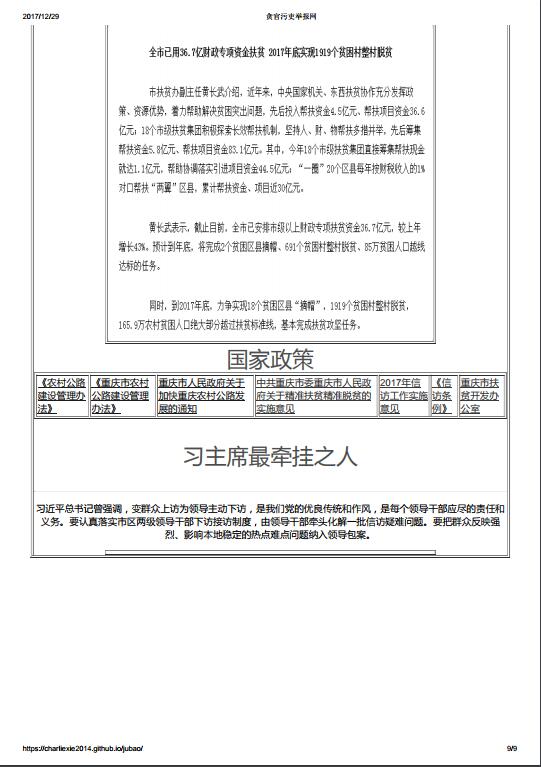 2017/12/29 贪官污吏举报网
全市已用36.7亿财政专项资金扶贫 2017年底实现1919个贫困村整村脱贫
市扶贫办副主任黄长武介绍，近年来，中央国家机关、东西扶贫协作充分发挥政
策、资源优势，着力帮助解决贫困突出问题，先后投入帮扶资金4.5亿元、帮扶项目资金36.6
亿元；18个市级扶贫集团积极探索长效帮扶机制，坚持人、财、物帮扶多措并举，先后筹集
帮扶资金5.8亿元、帮扶项目资金83.1亿元。其中，今年18个市级扶贫集团直接筹集帮扶现金
就达1.1亿元，帮助协调落实引进项目资金44.5亿元；“一圈”20个区县每年按财税收入的1%
对口帮扶“两翼”区县，累计帮扶资金、项目近30亿元。
黄长武表示，截止目前，全市已安排市级以上财政专项扶贫资金36.7亿元，较上年
增长43%。预计到年底，将完成2个贫困区县摘帽、691个贫困村整村脱贫、85万贫困人口越线
达标的任务。
同时，到2017年底，力争实现18个贫困区县“摘帽”，1919个贫困村整村脱贫，
165.9万农村贫困人口绝大部分越过扶贫标准线，基本完成扶贫攻坚任务。
国家政策
《农村公路 《重庆市农村 重庆市人民政府关于 中共重庆市委重庆市人民政 2017年信 《信 重庆市扶
建设管理办 公路建设管理 加快重庆农村公路发 府关于精准扶贫精准脱贫的 访工作实施 访条 贫开发办
法》 办法》 展的通知 实施意见 意见 例》 公室
习主席最牵挂之人
习近平总书记曾强调，变群众上访为领导主动下访，是我们党的优良传统和作风，是每个领导干部应尽的责任和
义务。要认真落实市区两级领导干部下访接访制度，由领导干部牵头化解一批信访疑难问题。要把群众反映强
烈、影响本地稳定的热点难点问题纳入领导包案。
https://charliexie2014.github.io/jubao/ 9/9